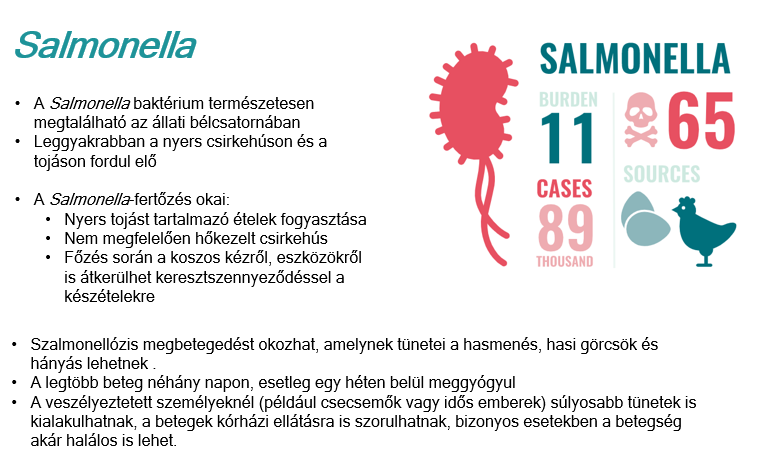 Salmonella
• A Salmonella baktérium természetesen
megtalálható az állati bélcsatornában
• Leggyakrabban a nyers csirkehúson és a
tojáson fordul elő
• A Salmonella-fertőzés okai:
• Nyers tojást tartalmazó ételek fogyasztása
• Nem megfelelően hőkezelt csirkehús
• Főzés során a koszos kézről, eszközökről
is átkerülhet keresztszennyeződéssel a
készételekre
SALMONELLA
BURDEN
11
65
CASES
89
THOUSAND
SOURCES
• Szalmonellózis megbetegedést okozhat, amelynek tünetei a hasmenés, hasi görcsök és
hányás lehetnek .
• A legtöbb beteg néhány napon, esetleg egy héten belül meggyógyul
• A veszélyeztetett személyeknél (például csecsemők vagy idős emberek) súlyosabb tünetek is
kialakulhatnak, a betegek kórházi ellátásra is szorulhatnak, bizonyos esetekben a betegség
akár halálos is lehet.